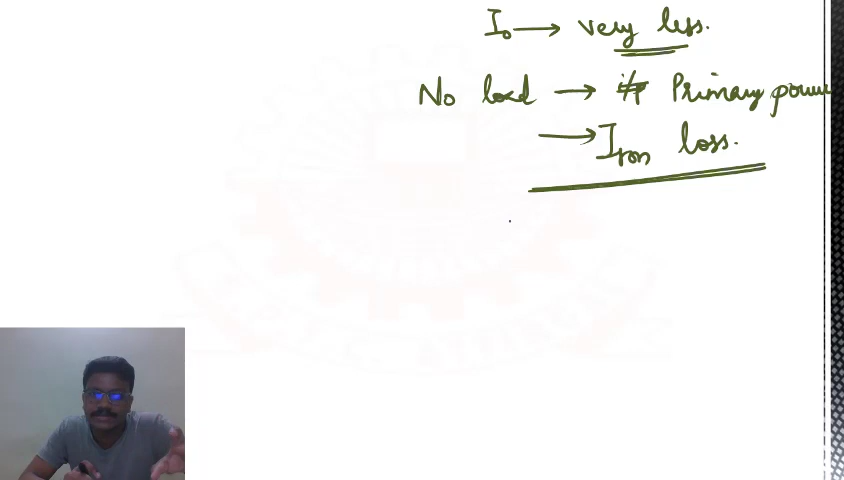 I₀ → very less.
No load → Primary power
→ Iron loss.